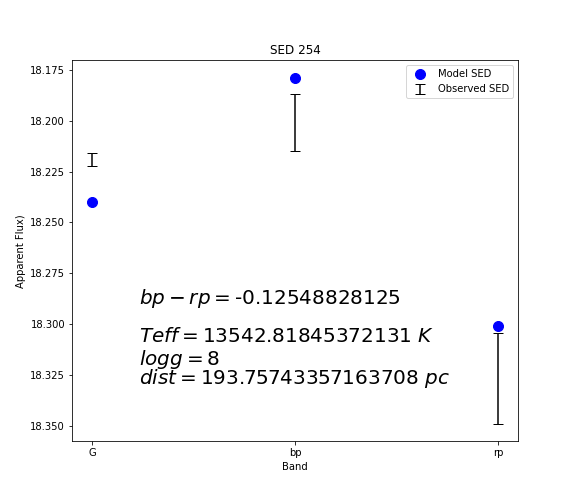 SED 254
Model SED
Observed SED
18.175
18.200
18.225
18.250
18.275
18.300
18.325
18.350
Apparent Flux)
bp − rp = -0.12548828125
Teff = 13542.81845372131 K
logg = 8
dist = 193.75743357163708 pc
G bp rp
Band